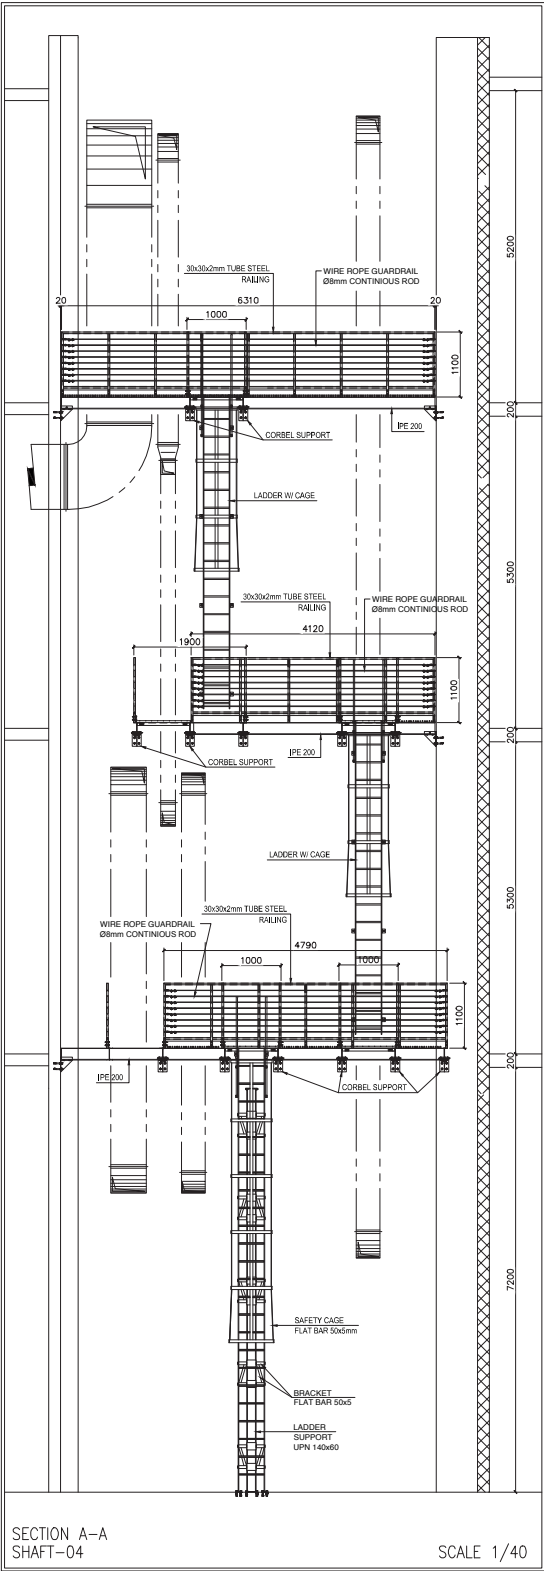 5200
30x30x2mm TUBE STEEL
RAILING
WIRE ROPE GUARDRAIL
Ø8mm CONTINIOUS ROD
20
6310
20
1000
1100
200
IPE 200
CORBEL SUPPORT
LADDER W/ CAGE
5300
30x30x2mm TUBE STEEL
RAILING
WIRE ROPE GUARDRAIL
Ø8mm CONTINIOUS ROD
4120
1900
1100
200
IPE 200
CORBEL SUPPORT
LADDER W/ CAGE
5300
30x30x2mm TUBE STEEL
RAILING
WIRE ROPE GUARDRAIL
Ø8mm CONTINIOUS ROD
4790
1000
1000
1100
200
IPE 200
CORBEL SUPPORT
7200
SAFETY CAGE
FLAT BAR 50x5mm
BRACKET
FLAT BAR 50x5
LADDER
SUPPORT
UPN 140x60
SECTION A-A
SHAFT-04
SCALE 1/40